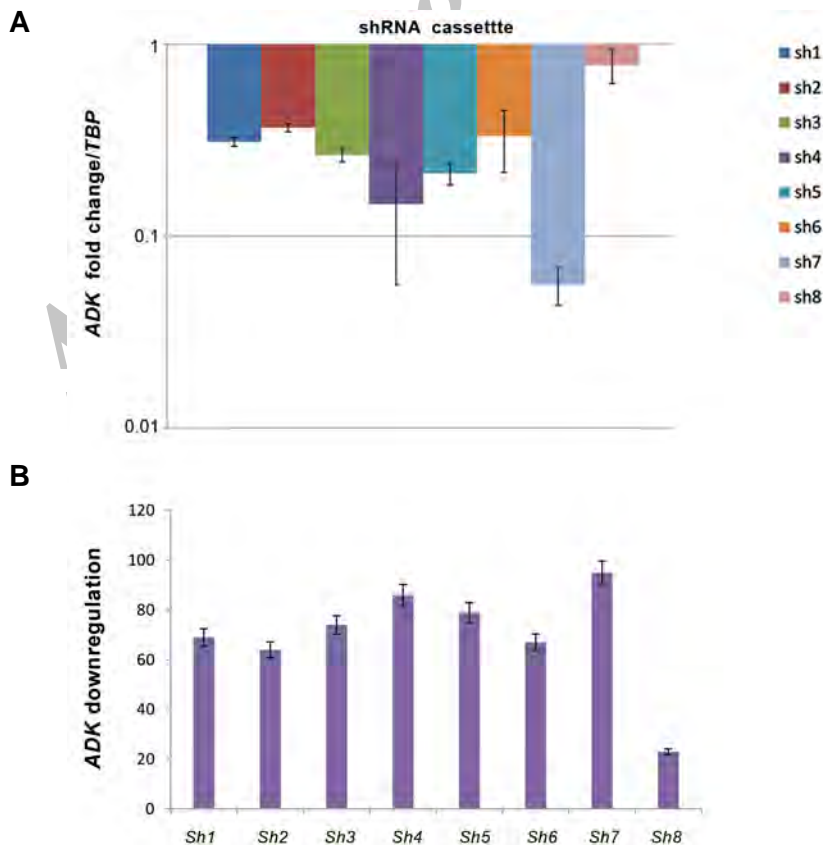 A
shRNA cassettte
1
0.1
0.01
ADK fold change/TBP
sh1
sh2
sh3
sh4
sh5
sh6
sh7
sh8
B
120
100
80
60
40
20
0
ADK downregulation
Sh1 Sh2 Sh3 Sh4 Sh5 Sh6 Sh7 Sh8